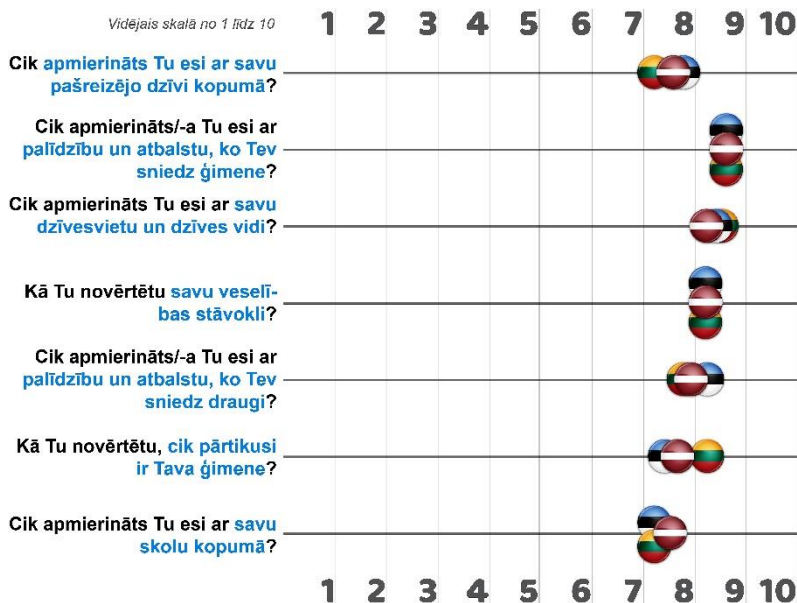 Vidējais skalā no 1 līdz 10
1 2 3 4 5 6 7 8 9 10
Cik apmierināts Tu esi ar savu
pašreizējo dzīvi kopumā?
Cik apmierināts/-a Tu esi ar
palīdzību un atbalstu, ko Tev
sniedz ģimene?
Cik apmierināts Tu esi ar savu
dzīvesvietu un dzīves vidi?
Kā Tu novērtētu savu veselī-
bas stāvokli?
Cik apmierināts/-a Tu esi ar
palīdzību un atbalstu, ko Tev
sniedz draugi?
Kā Tu novērtētu, cik pārtikusi
ir Tava ģimene?
Cik apmierināts Tu esi ar savu
skolu kopumā?
1 2 3 4 5 6 7 8 9 10